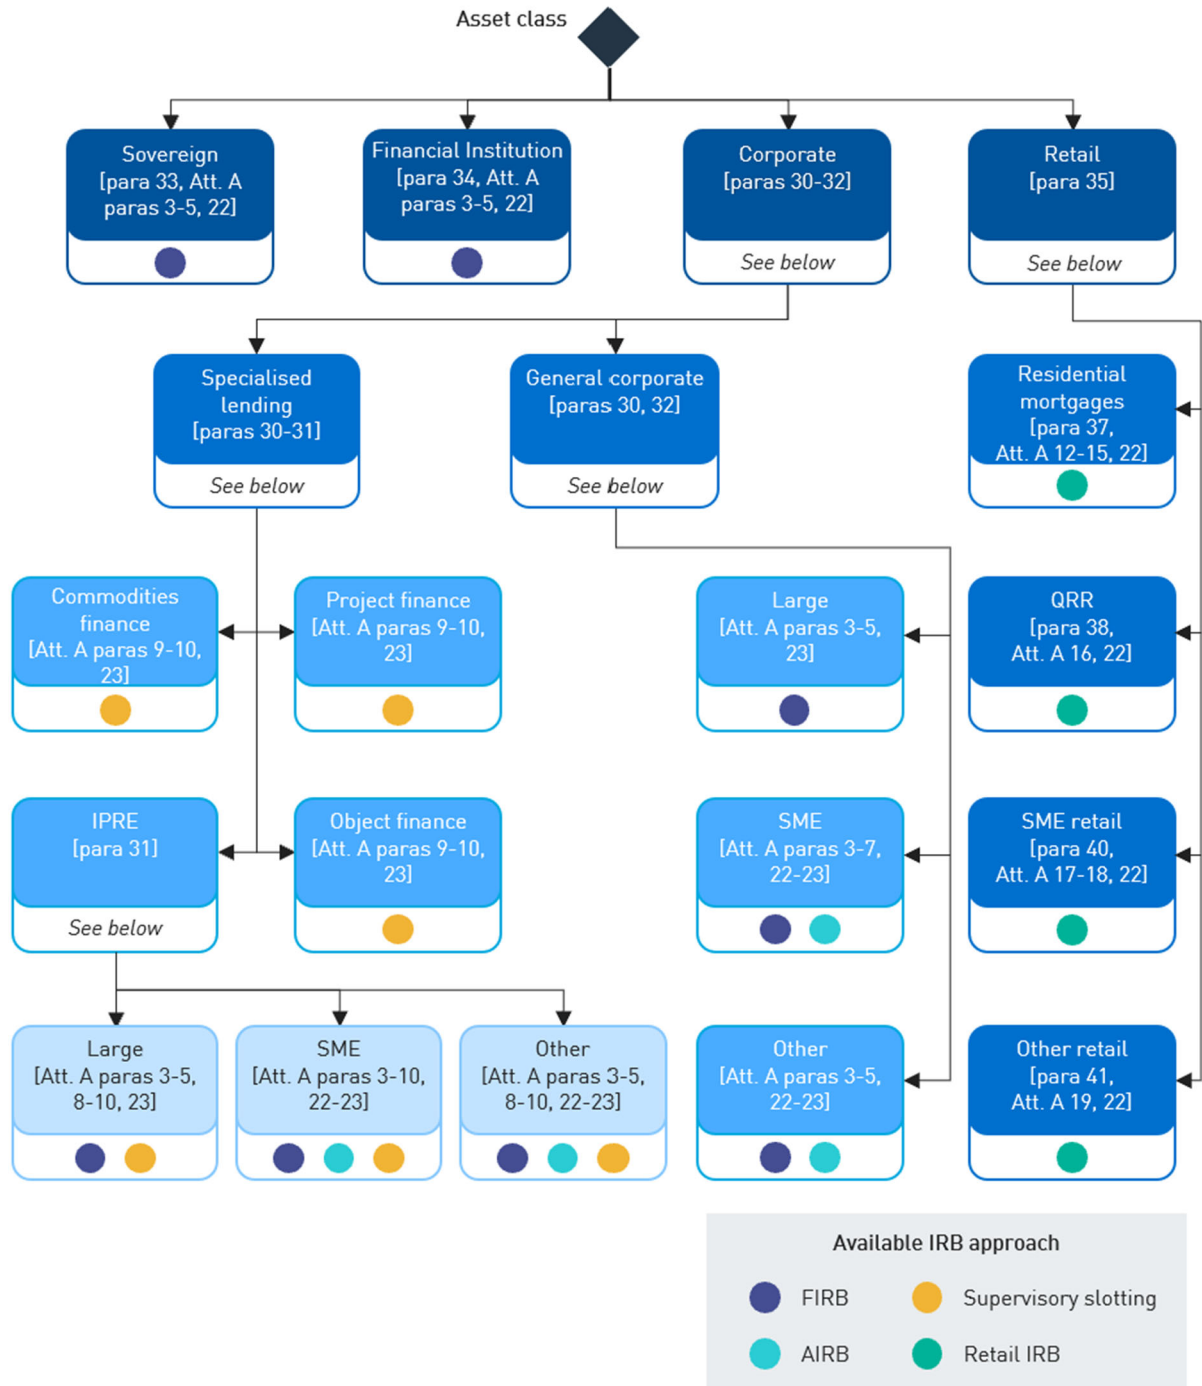 Asset class
Sovereign
[para 33, Att. A
paras 3-5, 22]
Financial Institution
[para 34, Att. A
paras 3-5, 22]
Corporate
[paras 30-32]
See below
Retail
[para 35]
See below
Specialised
lending
[paras 30-31]
See below
General corporate
[paras 30, 32]
See below
Residential
mortgages
[para 37,
Att. A 12-15, 22]
Commodities
finance
[Att. A paras 9-10,
23]
Project finance
[Att. A paras 9-10,
23]
Large
[Att. A paras 3-5,
23]
QRR
[para 38,
Att. A 16, 22]
IPRE
[para 31]
See below
Object finance
[Att. A paras 9-10,
23]
SME
[Att. A paras 3-7,
22-23]
SME retail
[para 40,
Att. A 17-18, 22]
Large
[Att. A paras 3-5,
8-10, 23]
SME
[Att. A paras 3-10,
22-23]
Other
[Att. A paras 3-5,
8-10, 22-23]
Other
[Att. A paras 3-5,
22-23]
Other retail
[para 41,
Att. A 19, 22]
Available IRB approach
FIRB
Supervisory slotting
AIRB
Retail IRB